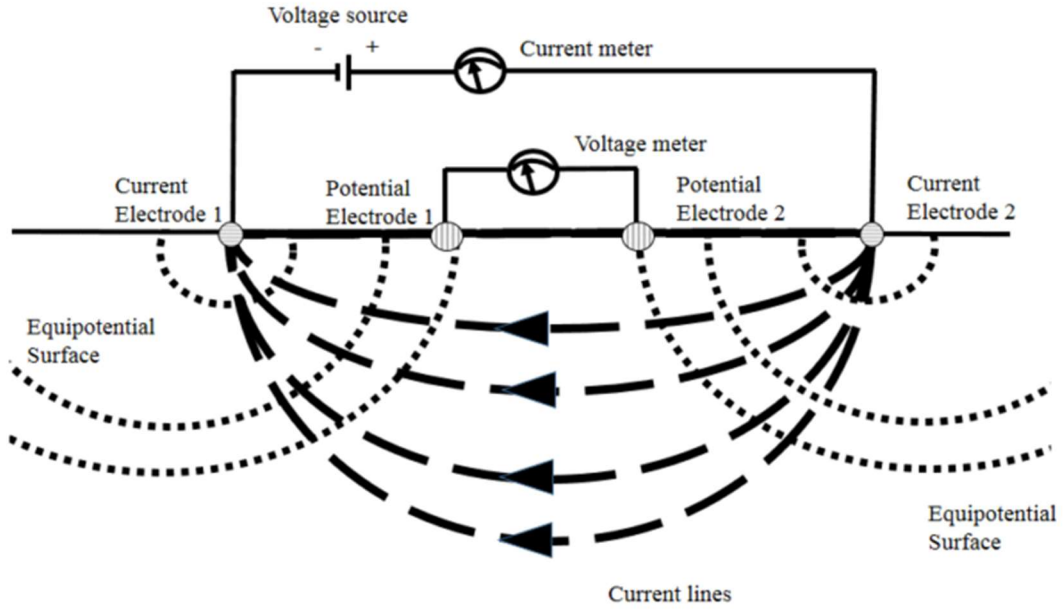 Voltage source
- +
Current meter
Voltage meter
Current
Electrode 1
Potential
Electrode 1
Potential
Electrode 2
Current
Electrode 2
Equipotential
Surface
Equipotential
Surface
Current lines